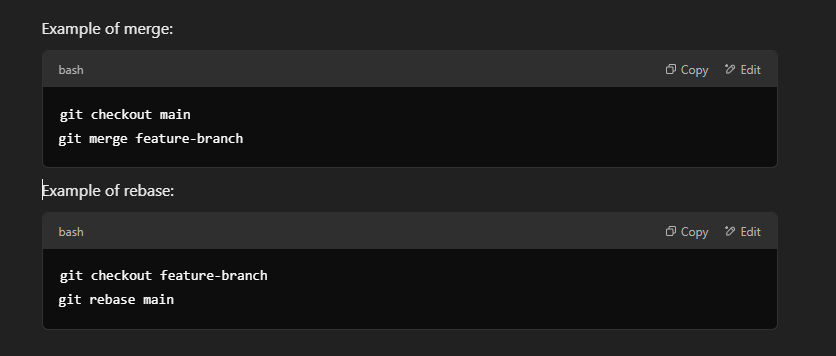 Example of merge:
bash Copy Edit
git checkout main
git merge feature-branch
Example of rebase:
bash Copy Edit
git checkout feature-branch
git rebase main